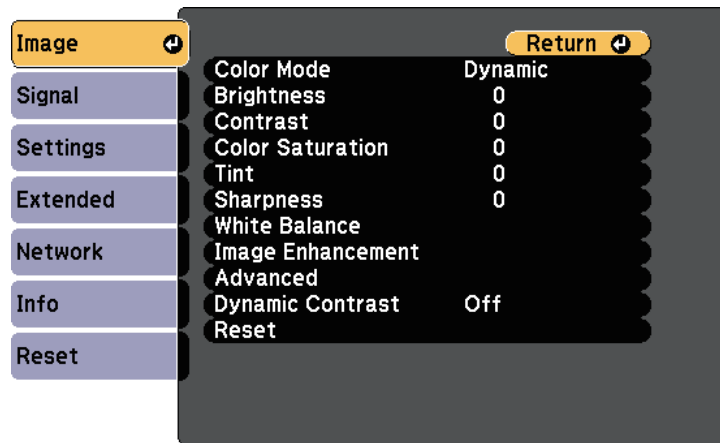 Image
Signal
Settings
Extended
Network
Info
Reset
Return
Color Mode Dynamic
Brightness 0
Contrast 0
Color Saturation 0
Tint 0
Sharpness 0
White Balance
Image Enhancement
Advanced
Dynamic Contrast Off
Reset